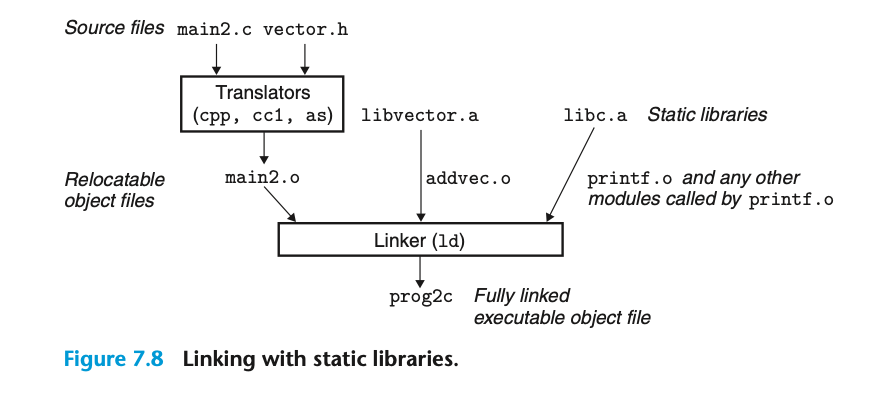 Source files main2.c vector.h
Translators
(cpp, cc1, as) libvector.a libc.a Static libraries
Relocatable
object files
main2.o addvec.o
printf.o and any other
modules called by printf.o
Linker (ld)
prog2c
Fully linked
executable object file
Figure 7.8 Linking with static libraries.